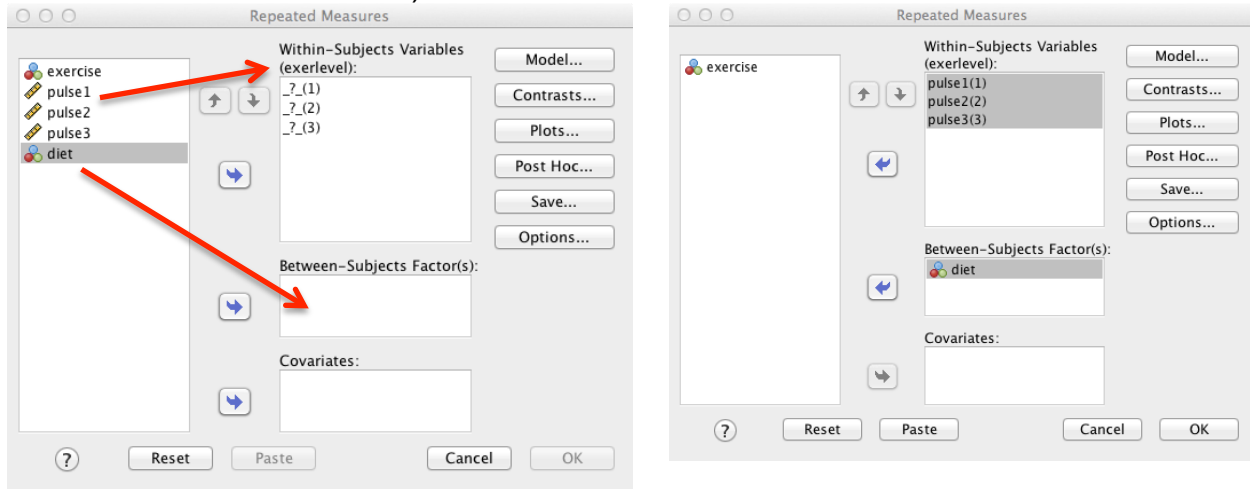 Repeated Measures
exercise
pulse1
pulse2
pulse3
diet
Within-Subjects Variables
(exerlevel):
_?_(1)
_?_(2)
_?_(3)
Between-Subjects Factor(s):
Covariates:
Model...
Contrasts...
Plots...
Post Hoc...
Save...
Options...
?
Reset
Paste
Cancel
OK
Repeated Measures
exercise
Within-Subjects Variables
(exerlevel):
pulse1(1)
pulse2(2)
pulse3(3)
Between-Subjects Factor(s):
diet
Covariates:
Model...
Contrasts...
Plots...
Post Hoc...
Save...
Options...
?
Reset
Paste
Cancel
OK